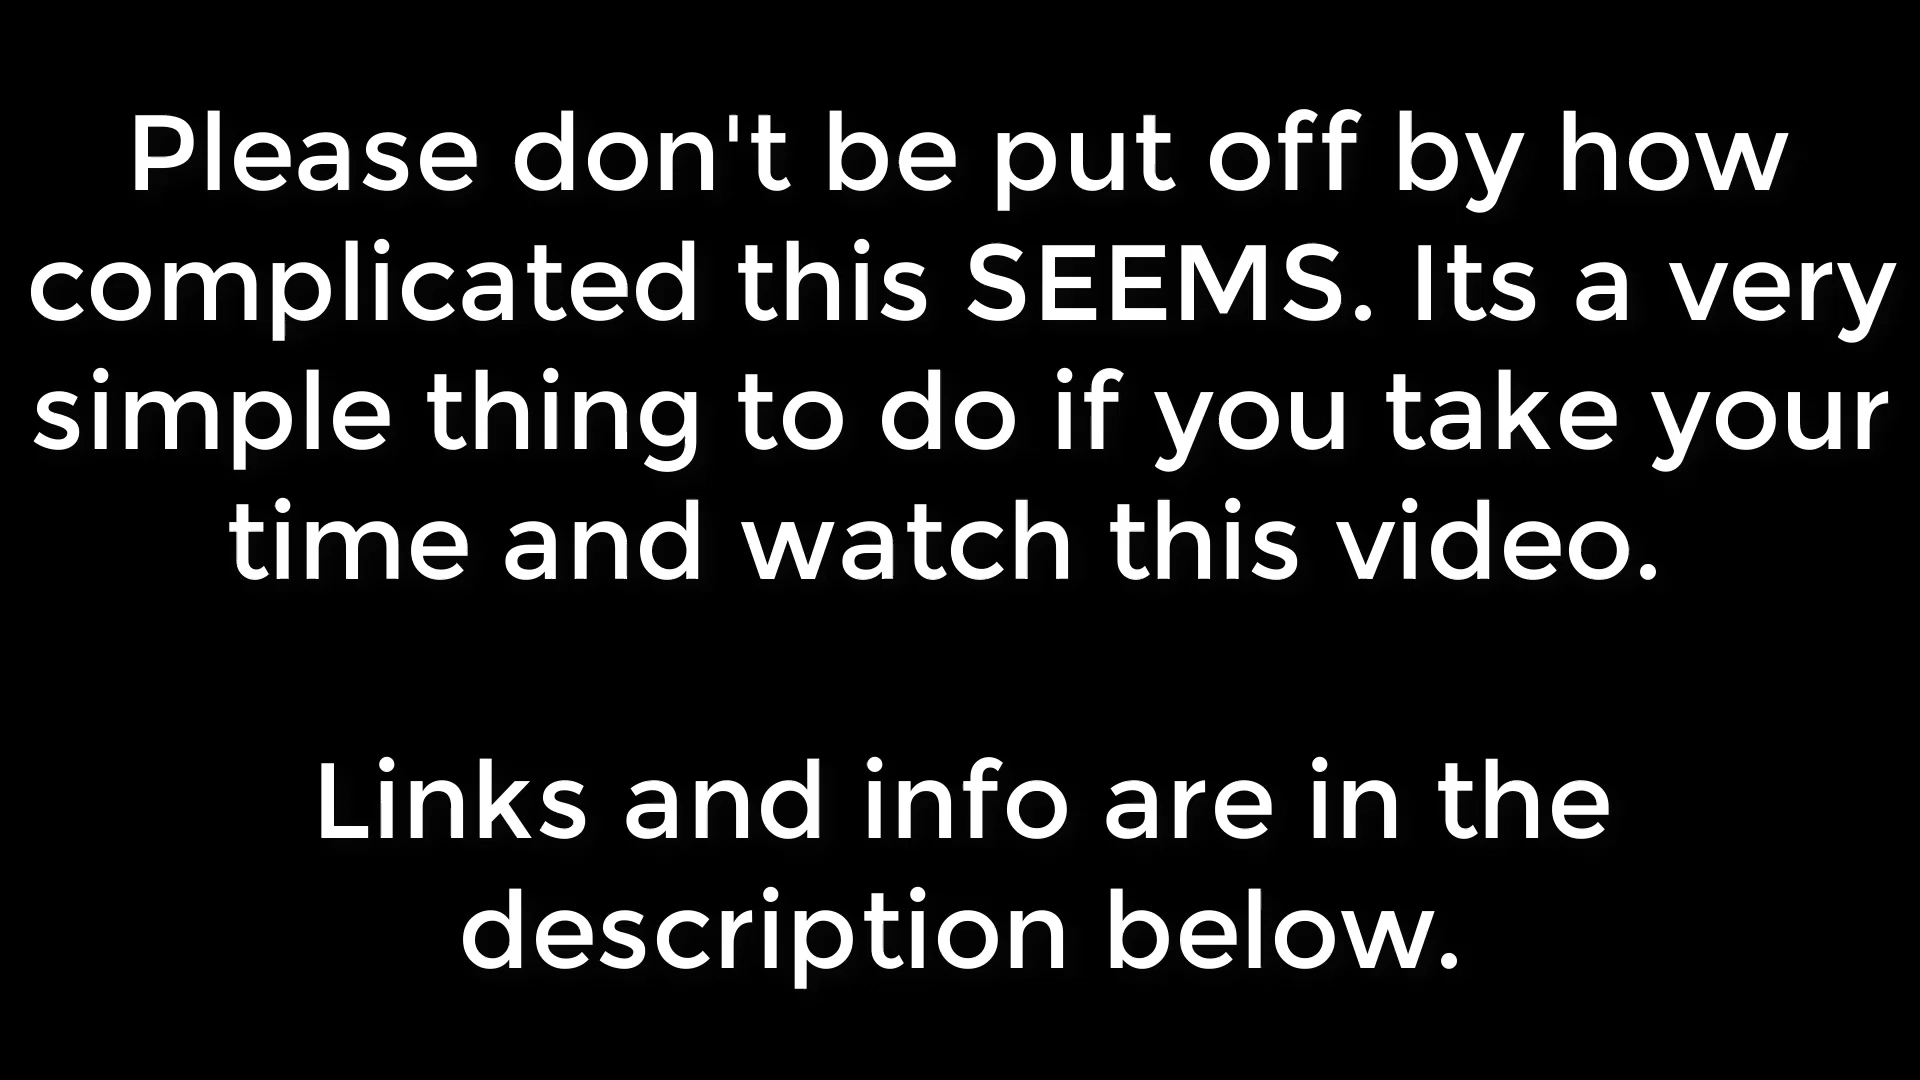 Please don't be put off by how
complicated this SEEMS. Its a very
simple thing to do if you take your
time and watch this video.
Links and info are in the
description below.